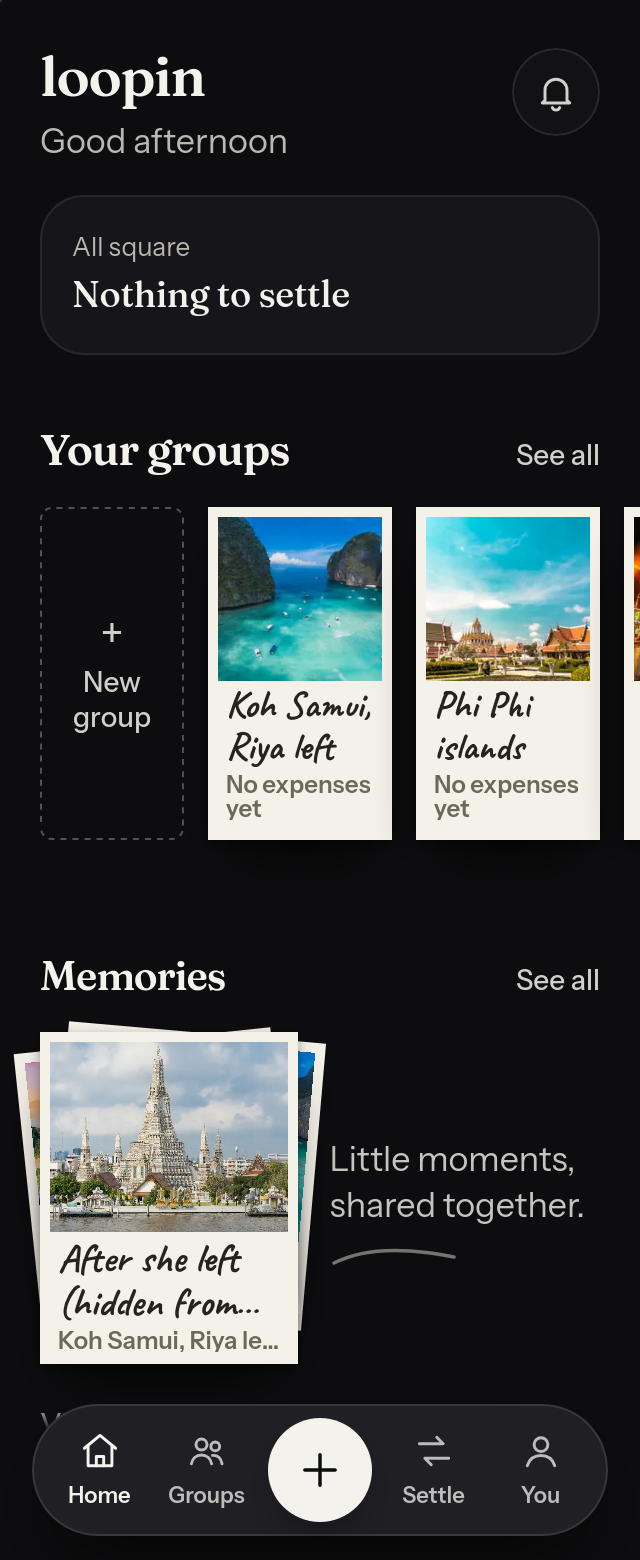 loopin
Good afternoon
All square
Nothing to settle
Your groups
See all
+
New
group
Koh Samui,
Riya left
No expenses
yet
Phi Phi
islands
No expenses
yet
Memories
See all
After she left
(hidden from...
Koh Samui, Riya le...
Little moments,
shared together.
Home
Groups
Settle
You